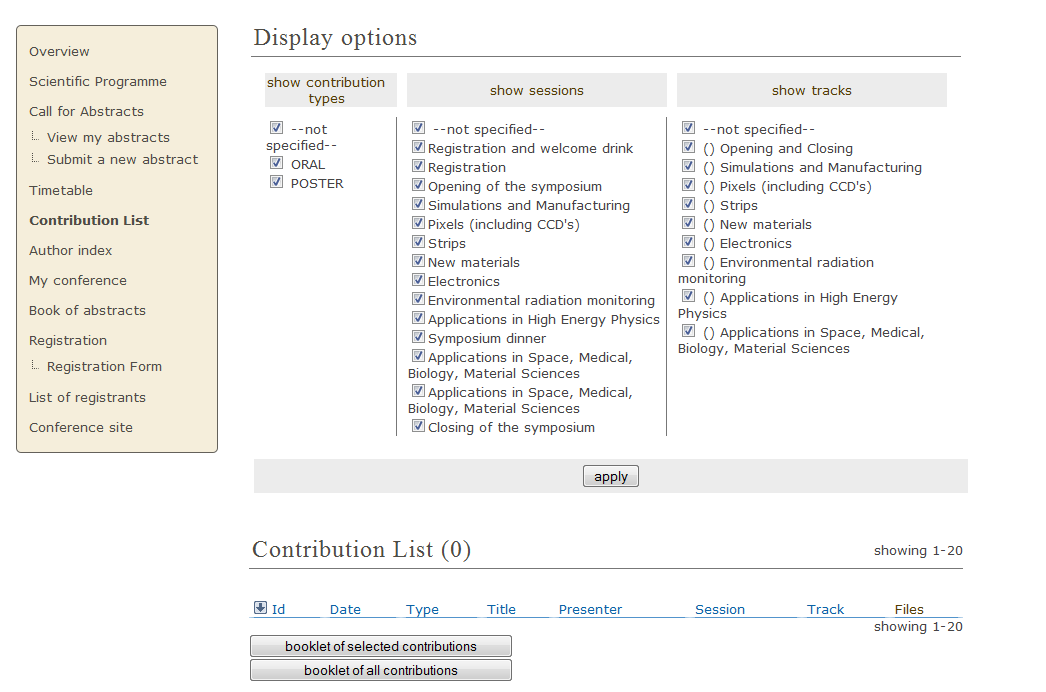 Overview
Scientific Programme
Call for Abstracts
View my abstracts
Submit a new abstract
Timetable
Contribution List
Author index
My conference
Book of abstracts
Registration
Registration Form
List of registrants
Conference site
Display options
show contribution
types
--not
specified--
ORAL
POSTER
show sessions
--not specified--
Registration and welcome drink
Registration
Opening of the symposium
Simulations and Manufacturing
Pixels (including CCD's)
Strips
New materials
Electronics
Environmental radiation monitoring
Applications in High Energy Physics
Symposium dinner
Applications in Space, Medical,
Biology, Material Sciences
Applications in Space, Medical,
Biology, Material Sciences
Closing of the symposium
show tracks
--not specified--
() Opening and Closing
() Simulations and Manufacturing
() Pixels (including CCD's)
() Strips
() New materials
() Electronics
() Environmental radiation
monitoring
() Applications in High Energy
Physics
() Applications in Space, Medical,
Biology, Material Sciences
apply
Contribution List (0) showing 1-20
Id Date Type Title Presenter Session Track Files
showing 1-20
booklet of selected contributions
booklet of all contributions